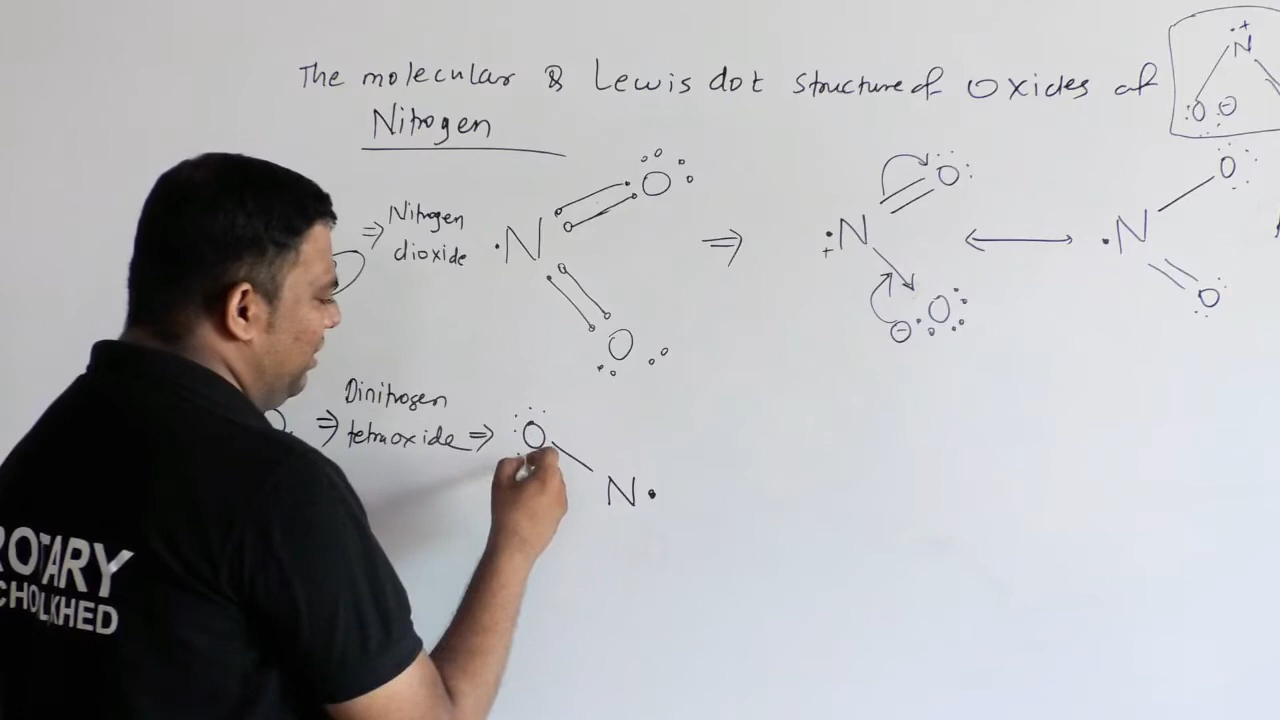 The molecular & Lewis dot structure of Oxides of
Nitrogen
⇒ Nitrogen
dioxide
·N O O
⇒
N + O ⊖ O
·N O O
N + O ⊖
Dinitrogen
⇒ tetraoxide ⇒
O N·
ROTARY
CHOLKHED